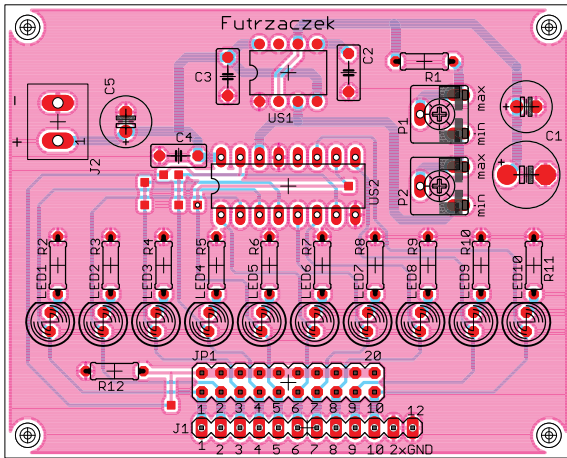 Futrzaczek
C5
C3
C2
R1
US1
max
P1
min
C1
J2
- + 1
C4
max
P2
min
US2
R2 R3 R4 R5 R6 R7 R8 R9 R10 R11
LED1 LED2 LED3 LED4 LED5 LED6 LED7 LED8 LED9 LED10
JP1 20
R12
1 2 3 4 5 6 7 8 9 10 12
J1
1 2 3 4 5 6 7 8 9 10 2xGND